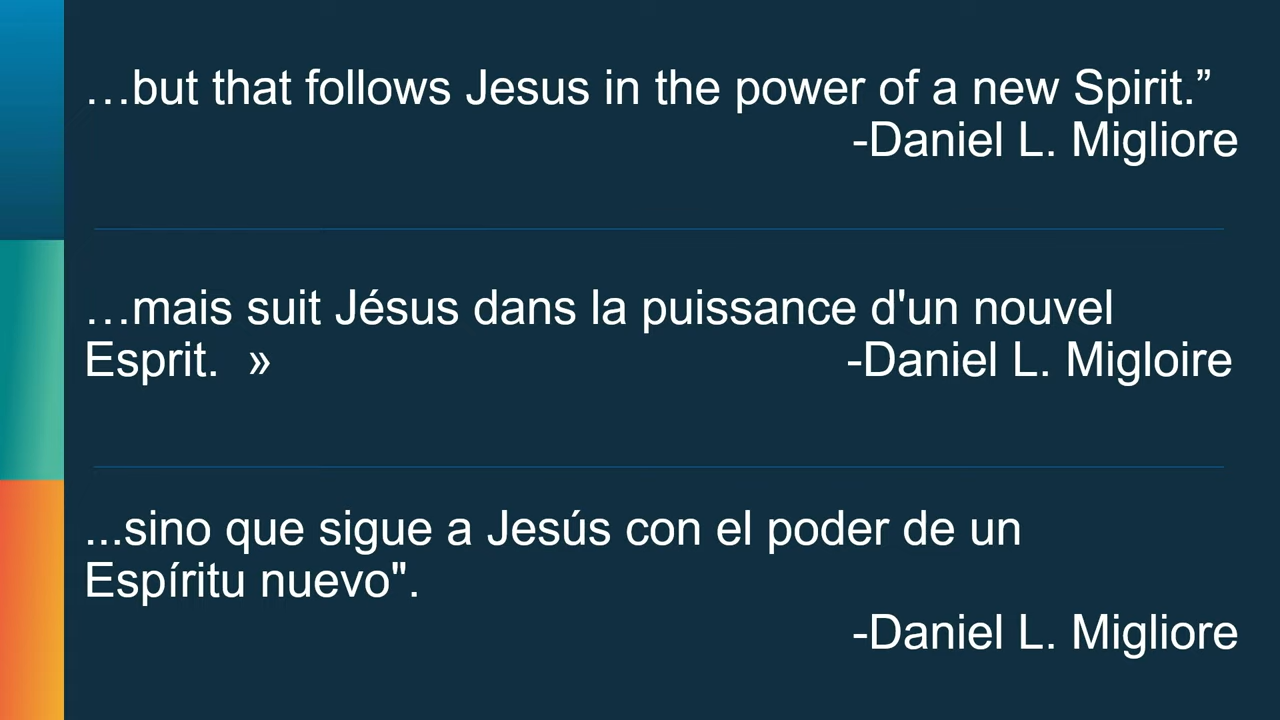 …but that follows Jesus in the power of a new Spirit.”
-Daniel L. Migliore
…mais suit Jésus dans la puissance d'un nouvel
Esprit.  » -Daniel L. Migloire
...sino que sigue a Jesús con el poder de un
Espíritu nuevo".
-Daniel L. Migliore